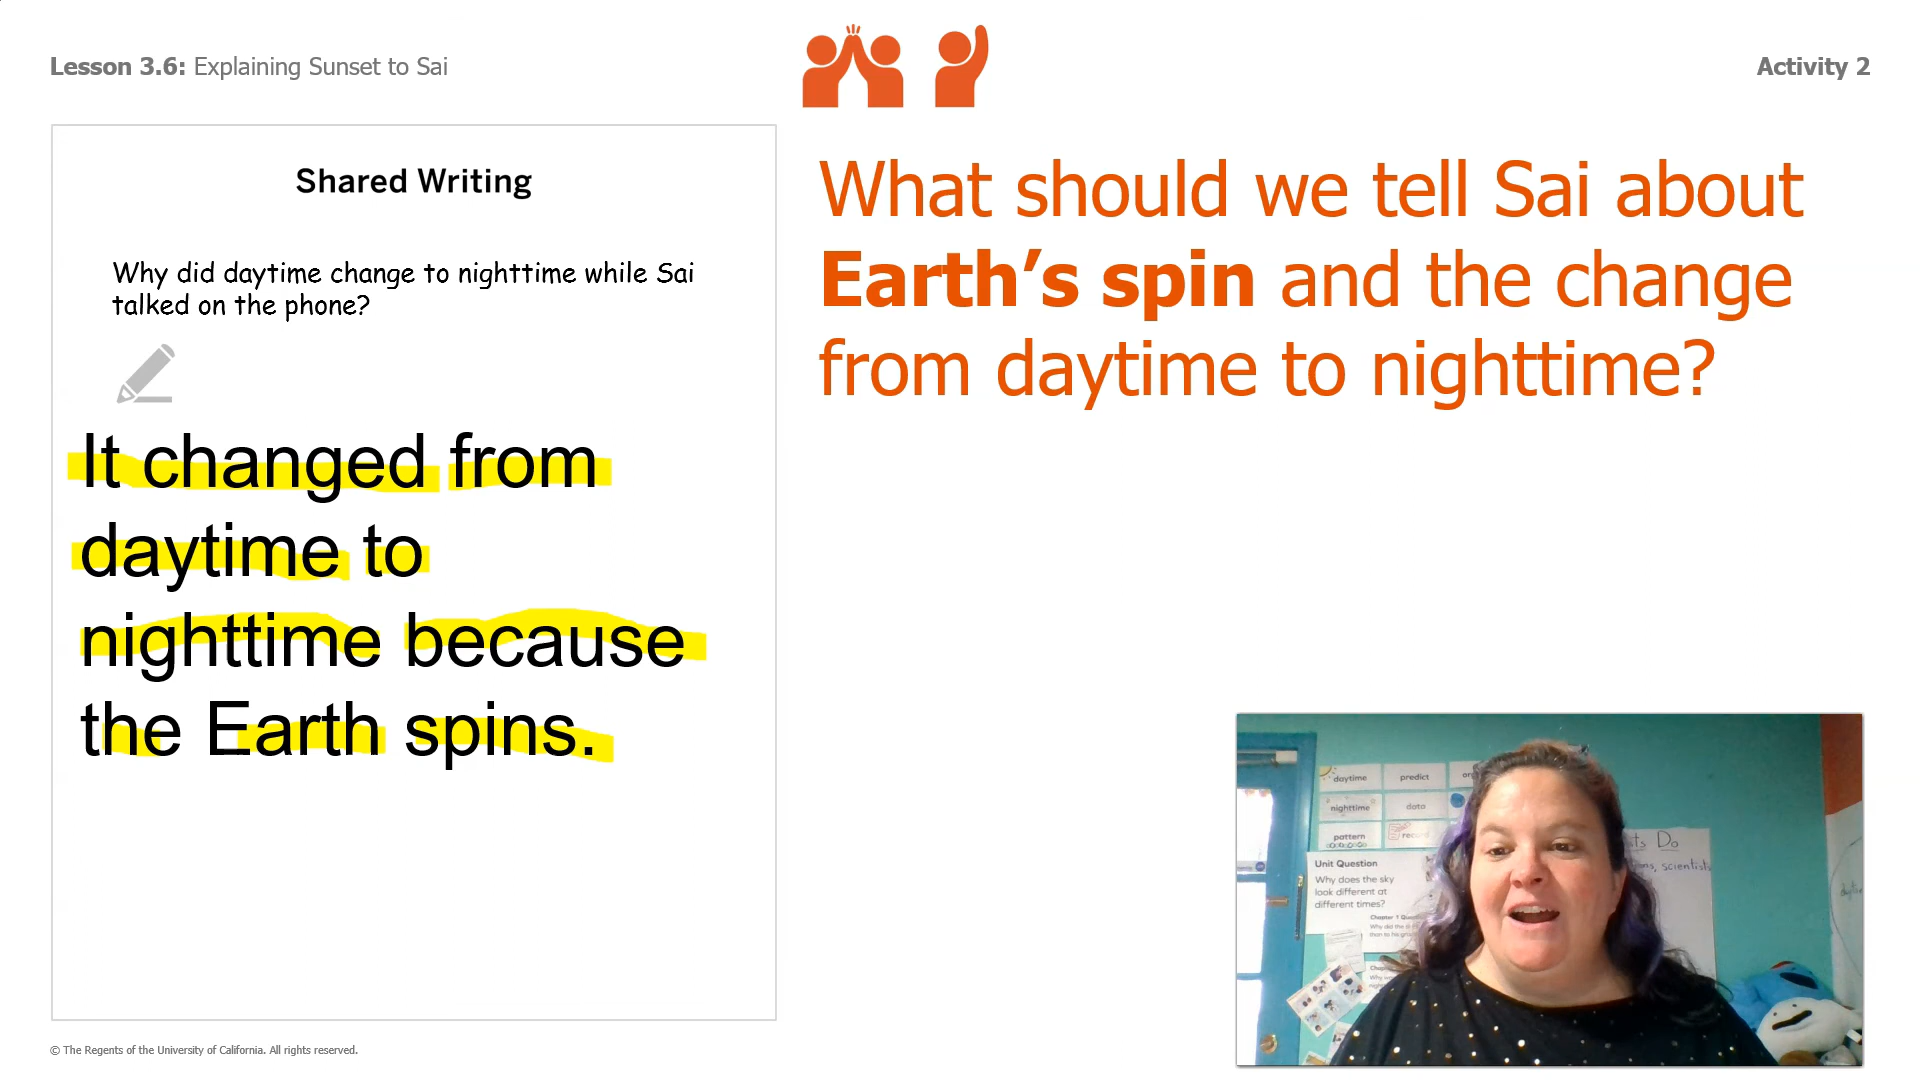 Lesson 3.6: Explaining Sunset to Sai
Activity 2
Shared Writing
Why did daytime change to nighttime while Sai
talked on the phone?
It changed from
daytime to
nighttime because
the Earth spins.
What should we tell Sai about
Earth’s spin and the change
from daytime to nighttime?
daytime
predict
nighttime
data
pattern
Unit Question
Why does the sky
look different at
different times?
Do
scientists
© The Regents of the University of California. All rights reserved.